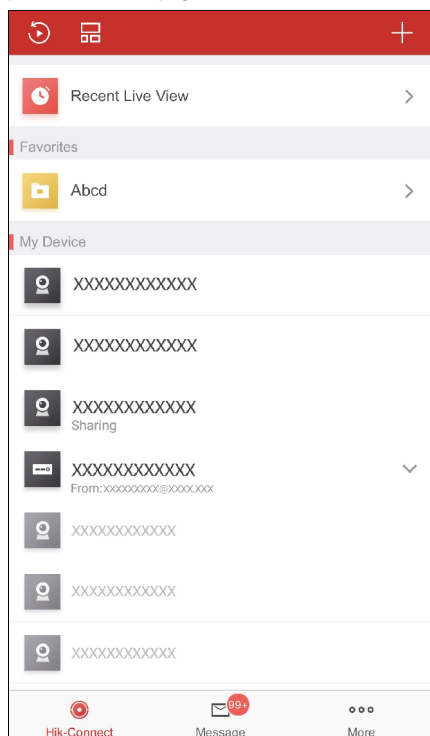 Recent Live View
Favorites
Abcd
My Device
XXXXXXXXXXXX
XXXXXXXXXXXX
XXXXXXXXXXXX
Sharing
XXXXXXXXXXXX
From:XXXXXXXXX@XXXX.XXX
XXXXXXXXXXXX
XXXXXXXXXXXX
XXXXXXXXXXXX
99+
Hik-Connect Message More